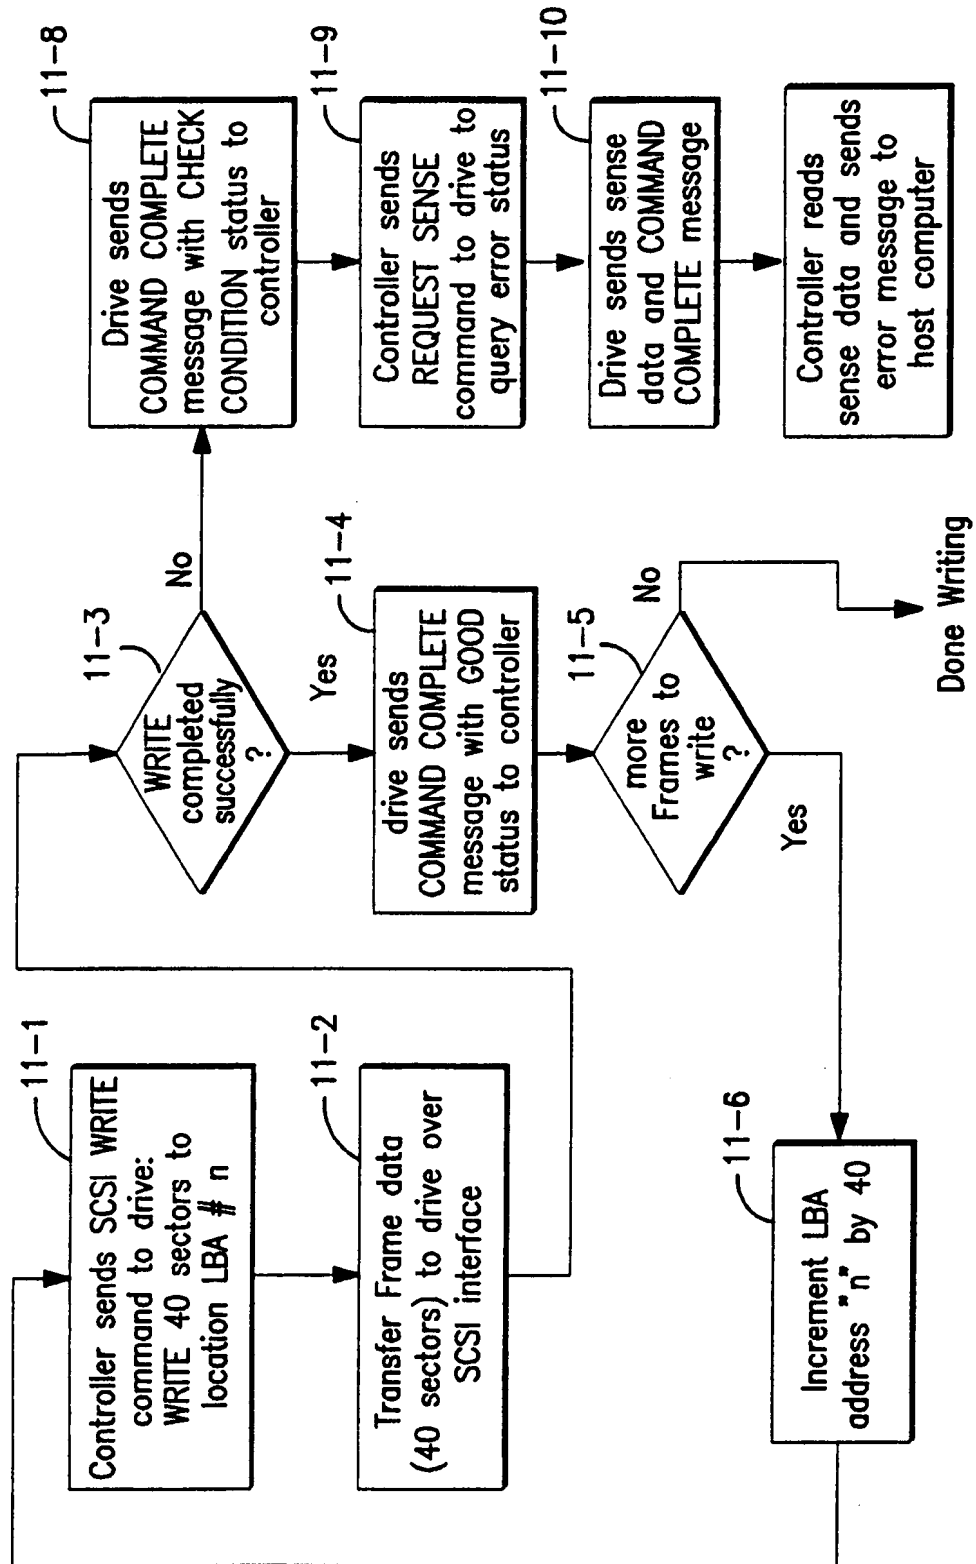 11-1
Controller sends SCSI WRITE
command to drive:
WRITE 40 sectors to
location LBA # n
11-2
Transfer Frame data
(40 sectors) to drive over
SCSI interface
11-3
WRITE
completed
successfully
?
No
Yes
11-4
drive sends
COMMAND COMPLETE
message with GOOD
status to controller
11-5
more
Frames to
write
?
No
Done Writing
Yes
11-6
Increment LBA
address "n" by 40
11-8
Drive sends
COMMAND COMPLETE
message with CHECK
CONDITION status to
controller
11-9
Controller sends
REQUEST SENSE
command to drive to
query error status
11-10
Drive sends sense
data and COMMAND
COMPLETE message
Controller reads
sense data and sends
error message to
host computer